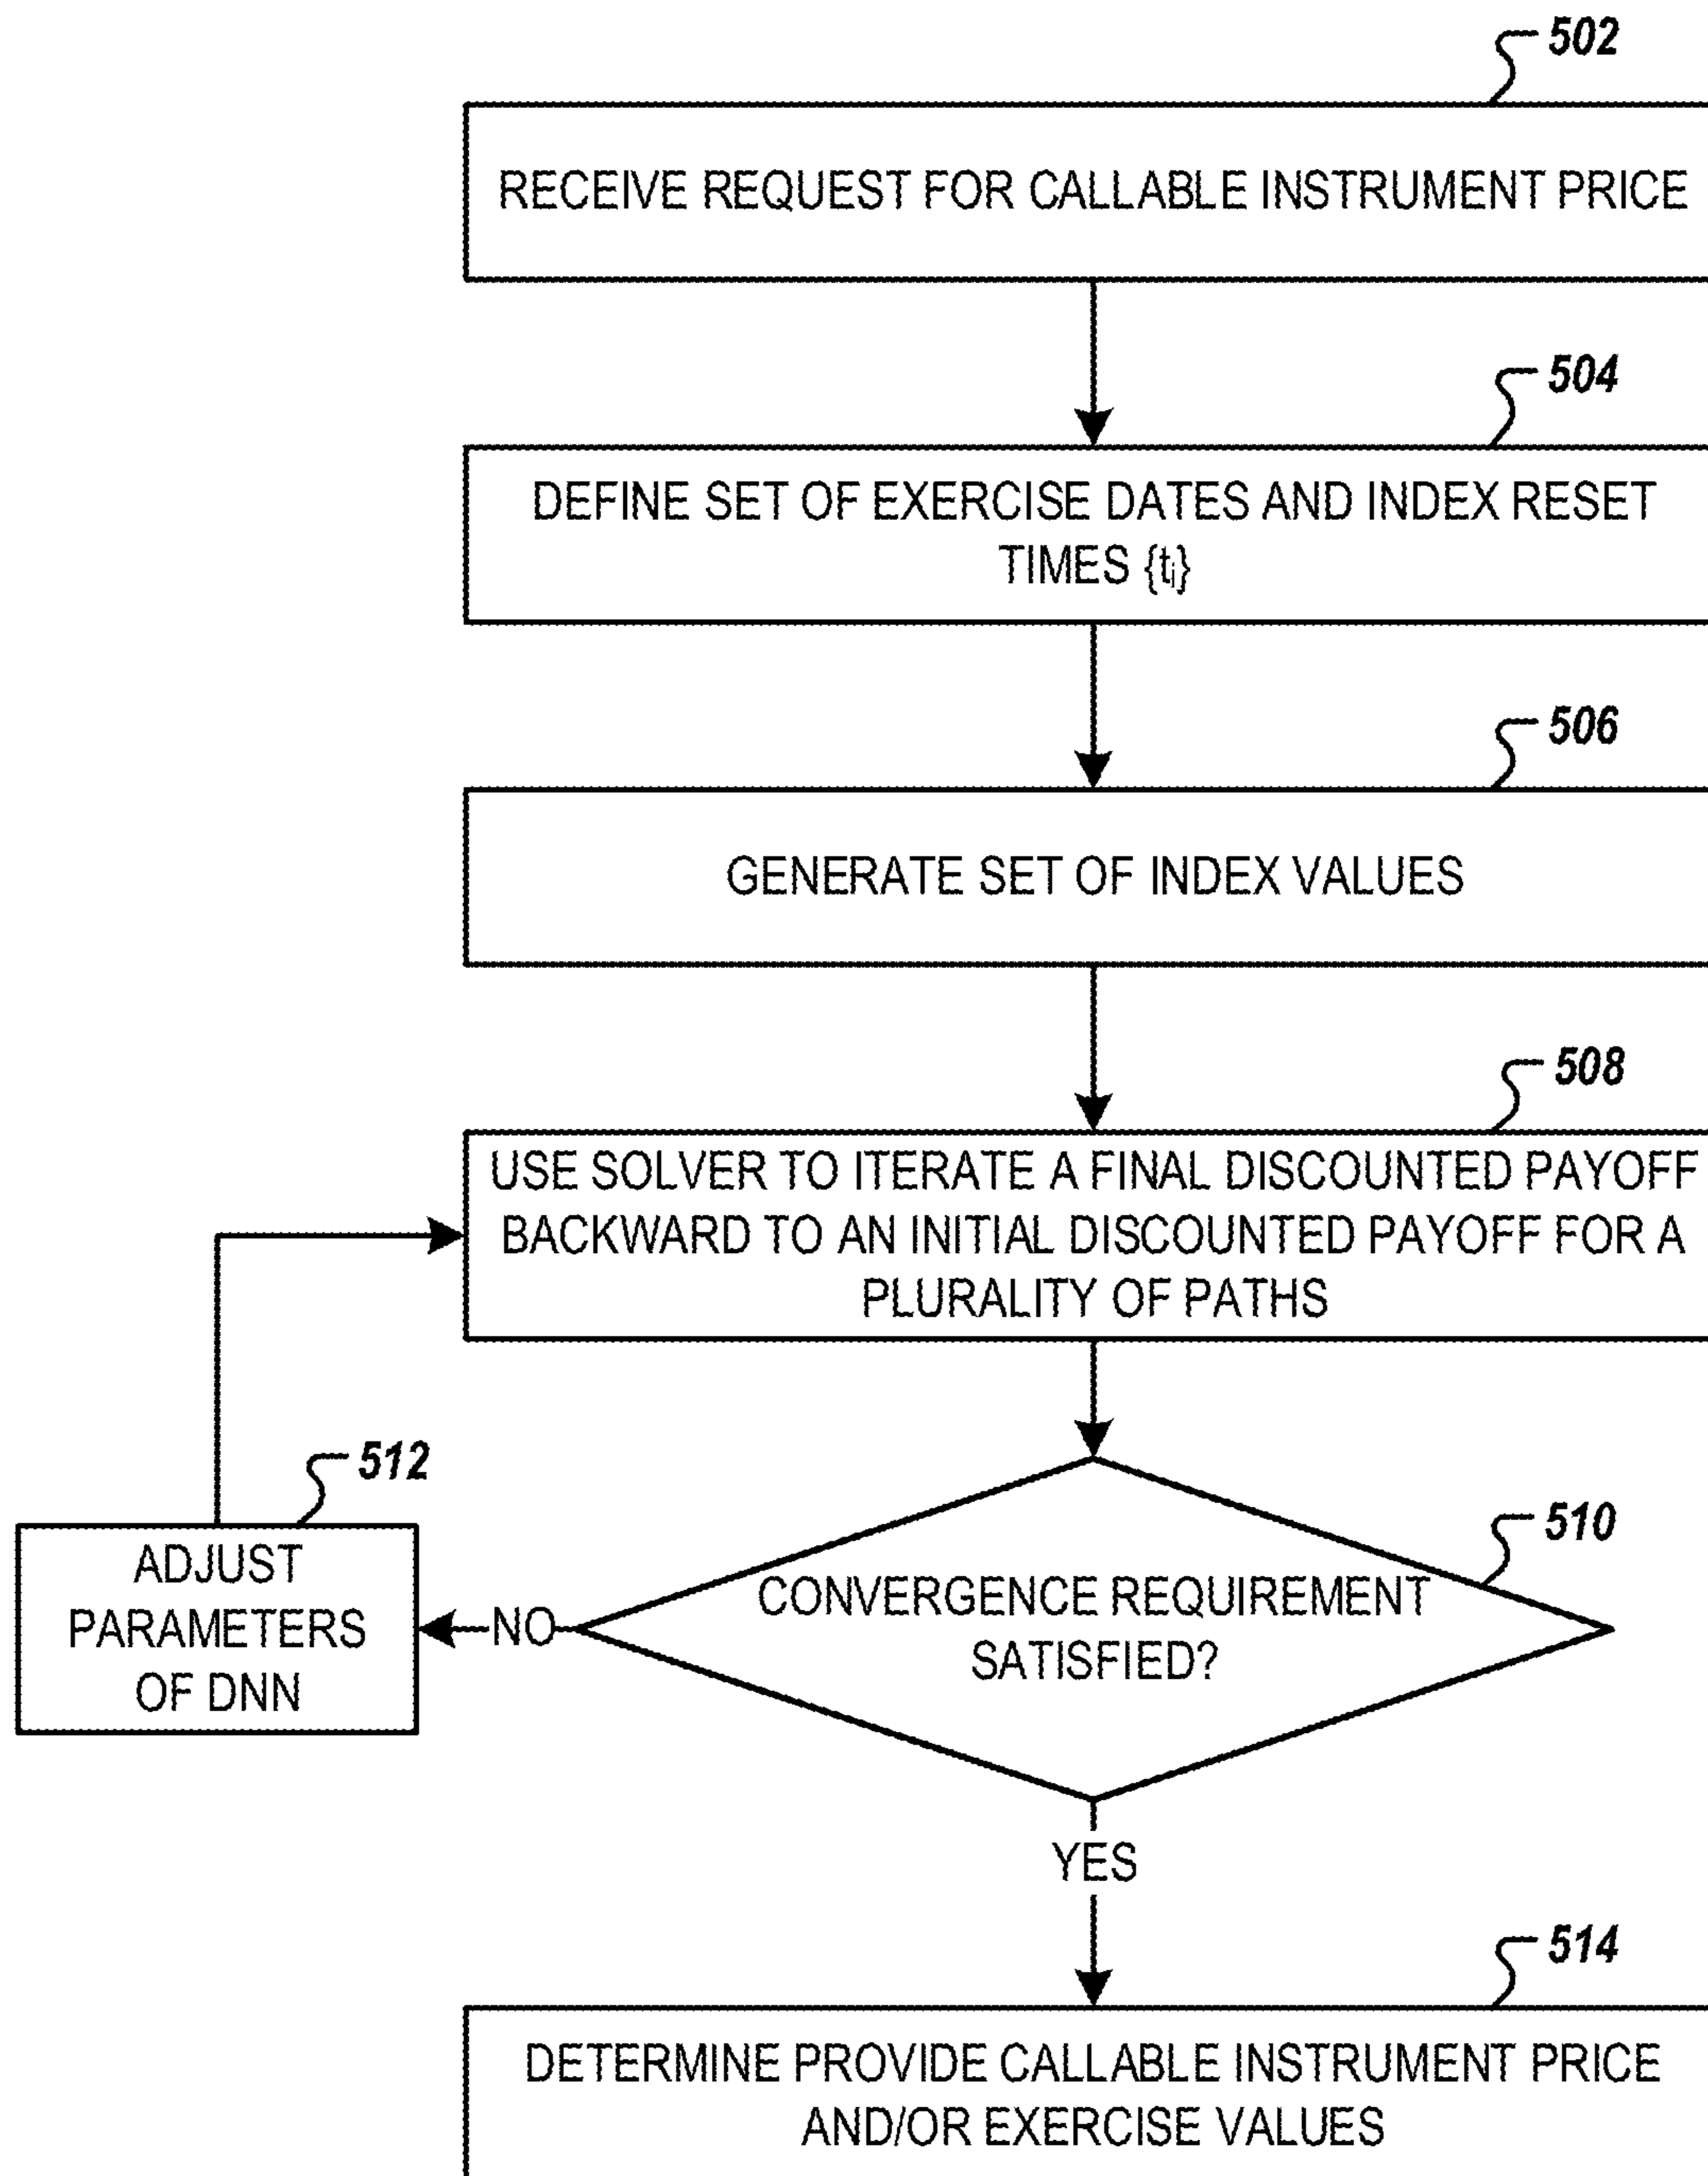 502
RECEIVE REQUEST FOR CALLABLE INSTRUMENT PRICE
504
DEFINE SET OF EXERCISE DATES AND INDEX RESET
TIMES {tᵢ}
506
GENERATE SET OF INDEX VALUES
508
USE SOLVER TO ITERATE A FINAL DISCOUNTED PAYOFF
BACKWARD TO AN INITIAL DISCOUNTED PAYOFF FOR A
PLURALITY OF PATHS
512
ADJUST
PARAMETERS
OF DNN
NO
510
CONVERGENCE REQUIREMENT
SATISFIED?
YES
514
DETERMINE PROVIDE CALLABLE INSTRUMENT PRICE
AND/OR EXERCISE VALUES